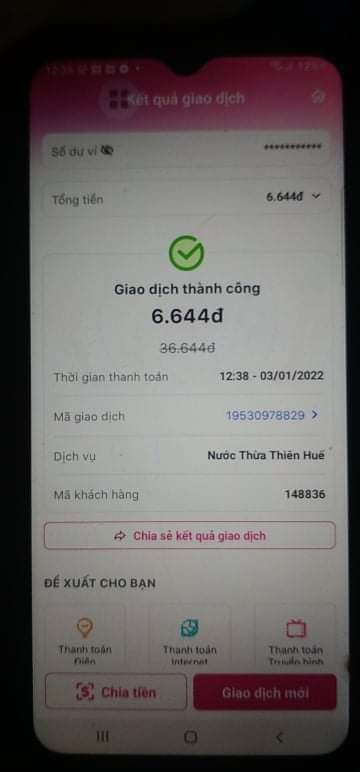 12:38
Kết quả giao dịch
Số dư ví ***********
Tổng tiền 6.644đ
Giao dịch thành công
6.644đ
36.644đ
Thời gian thanh toán 12:38 - 03/01/2022
Mã giao dịch 19530978829
Dịch vụ Nước Thừa Thiên Huế
Mã khách hàng 148836
Chia sẻ kết quả giao dịch
ĐỀ XUẤT CHO BẠN
Thanh toán Thanh toán Thanh toán
Điện Internet Truyền hình
Chia tiền Giao dịch mới